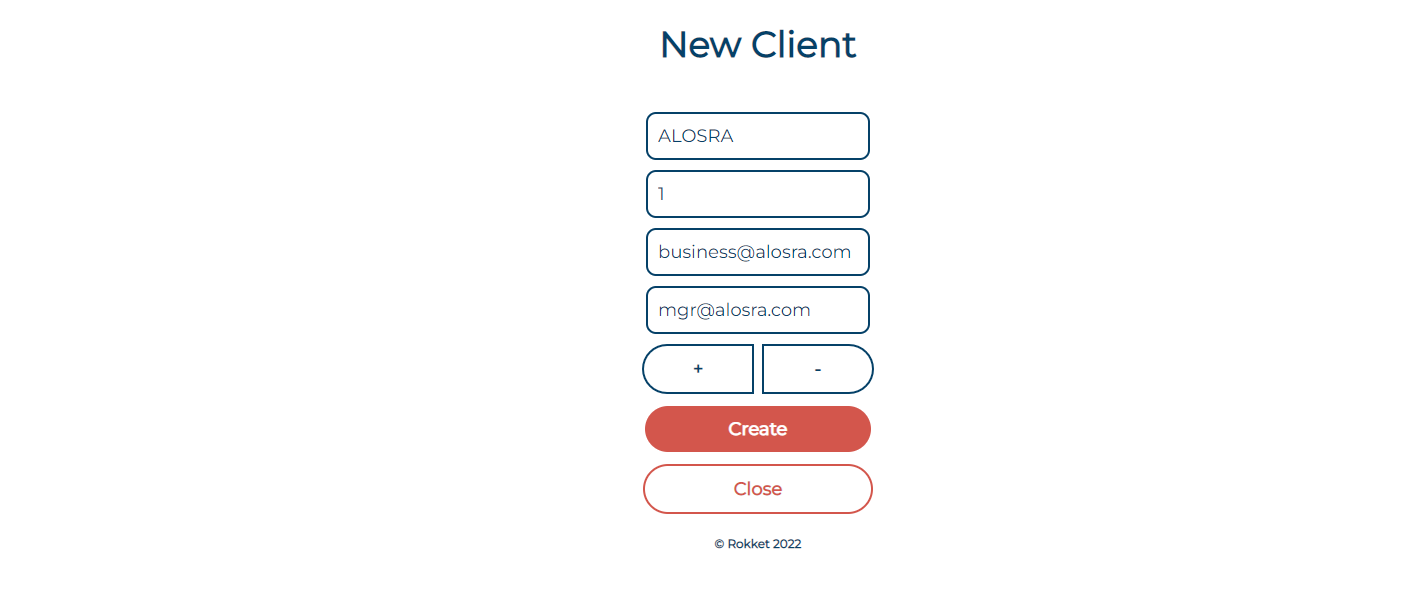 New Client
ALOSRA
1
business@alosra.com
mgr@alosra.com
+ -
Create
Close
© Rokket 2022